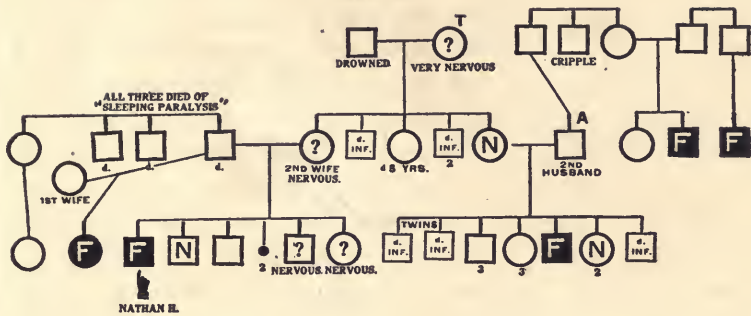 T
?
DROWNED
VERY NERVOUS
CRIPPLE
"ALL THREE DIED OF
SLEEPING PARALYSIS"
A
F F
d. d. d.
?
d. INF.
d. INF.
N
1ST WIFE
2ND WIFE
NERVOUS.
d 8 YRS.
2
2ND
HUSBAND
TWINS
F F N ? ?
d. INF. d. INF. F N d. INF.
2
NERVOUS. NERVOUS.
3 3 2
NATHAN H.